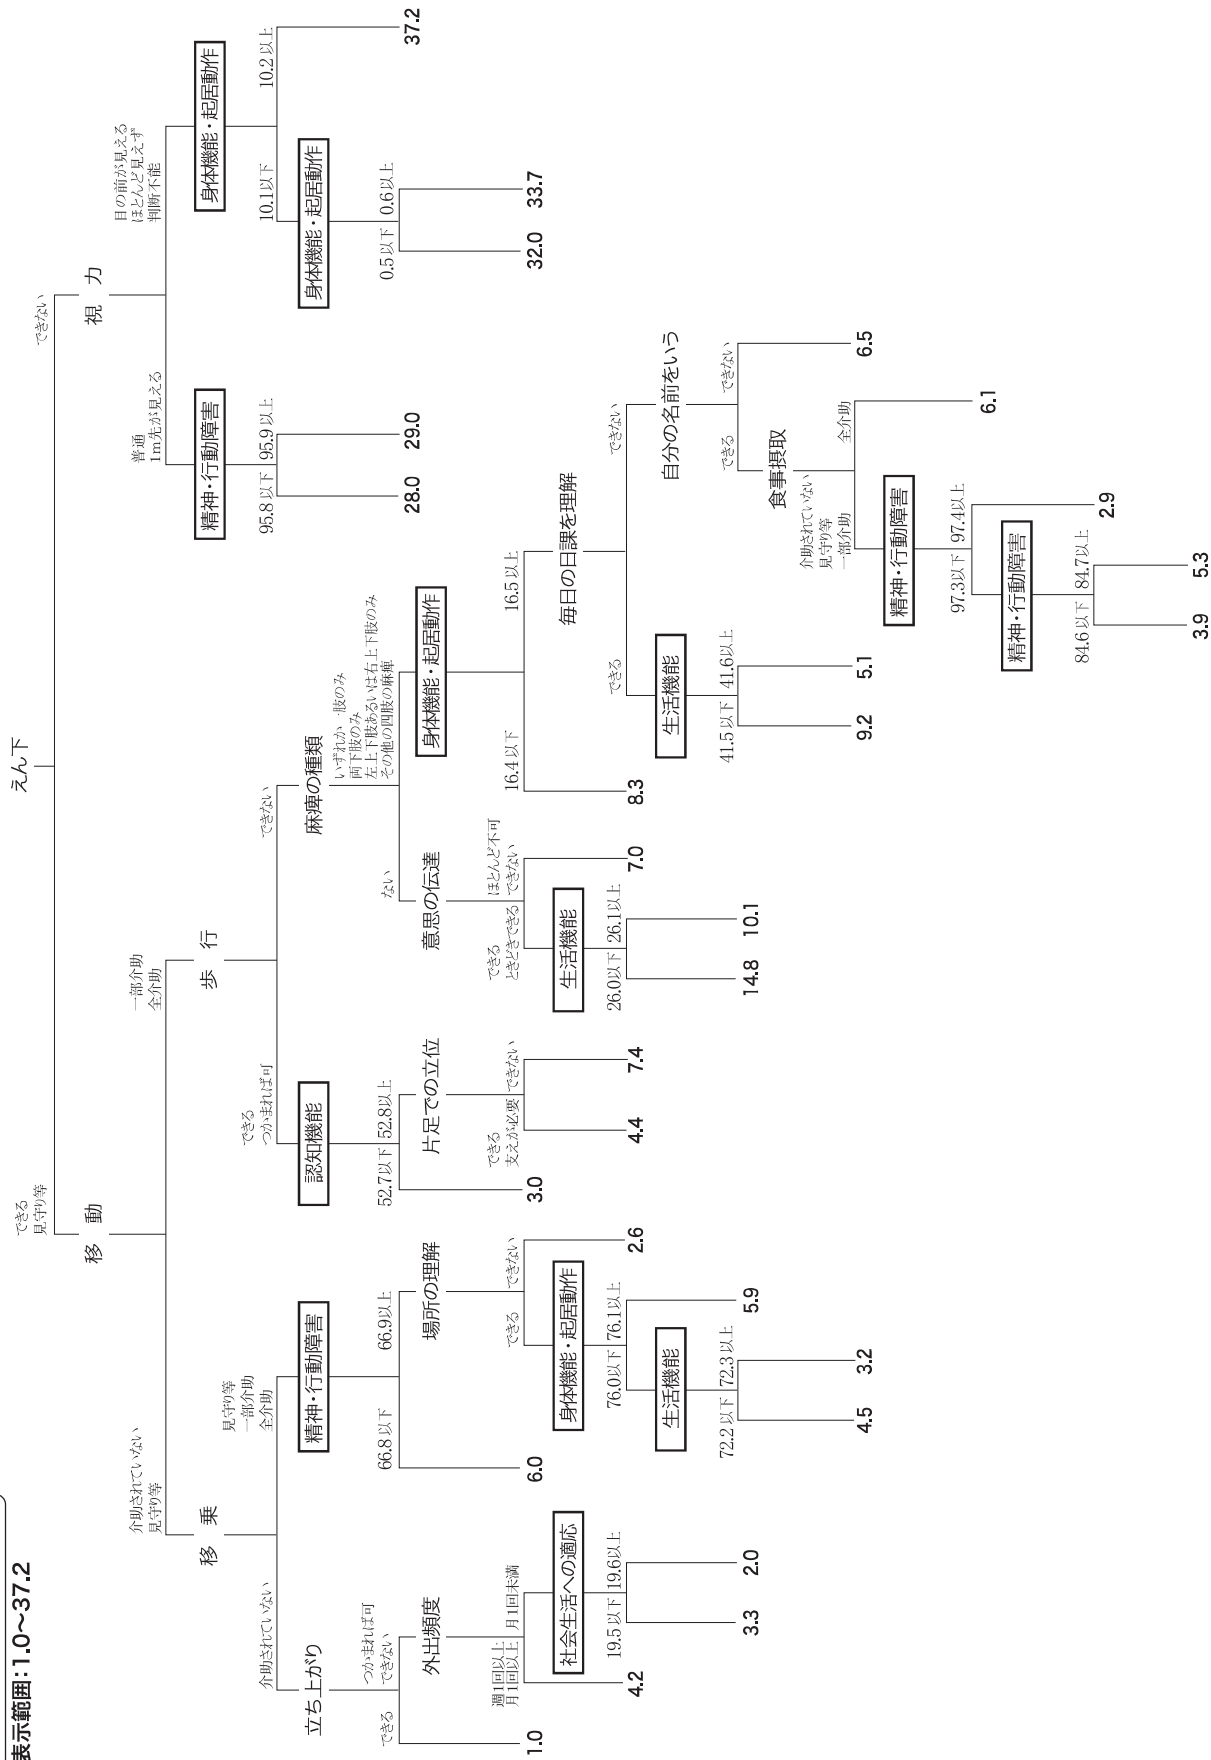 表示範囲：1.0〜37.2
えん下
できる
見守り等
できない
移　動
介助されていない
見守り等
一部介助
全介助
移　乗
介助されていない
見守り等
一部介助
全介助
立ち上がり
できる
つかまれば可
できない
1.0
外出頻度
週1回以上
月1回以上
月1回未満
4.2
社会生活への適応
19.5以下
19.6以上
3.3
2.0
精神・行動障害
66.8以下
66.9以上
6.0
場所の理解
できる
できない
2.6
身体機能・起居動作
76.0以下
76.1以上
5.9
生活機能
72.2以下
72.3以上
4.5
3.2
歩　行
できる
つかまれば可
できない
認知機能
52.7以下
52.8以上
3.0
片足での立位
できる
支えが必要
できない
4.4
7.4
麻痺の種類
ない
いずれか一肢のみ
両下肢のみ
左上下肢あるいは右上下肢のみ
その他の四肢の麻痺
意思の伝達
できる
ときどきできる
ほとんど不可
できない
7.0
生活機能
26.0以下
26.1以上
14.8
10.1
身体機能・起居動作
16.4以下
16.5以上
8.3
毎日の日課を理解
できる
できない
生活機能
41.5以下
41.6以上
9.2
5.1
自分の名前をいう
できる
できない
6.5
食事摂取
介助されていない
見守り等
一部介助
全介助
6.1
精神・行動障害
97.3以下
97.4以上
2.9
精神・行動障害
84.6以下
84.7以上
3.9
5.3
視　力
普通
1m先が見える
目の前が見える
ほとんど見えず
判断不能
精神・行動障害
95.8以下
95.9以上
28.0
29.0
身体機能・起居動作
10.1以下
10.2以上
37.2
身体機能・起居動作
0.5以下
0.6以上
32.0
33.7